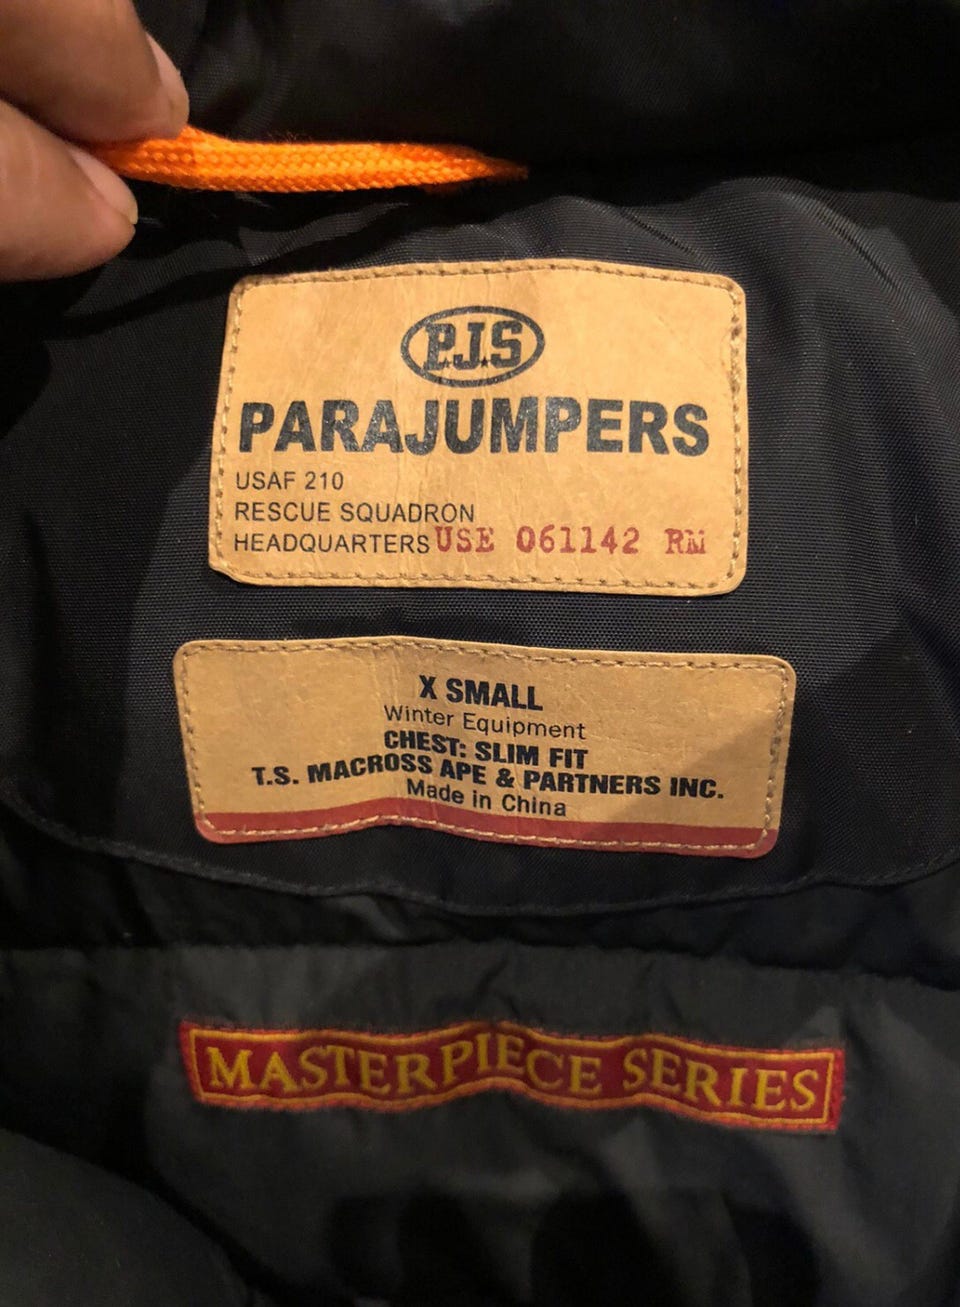 P.J.S
PARAJUMPERS
USAF 210
RESCUE SQUADRON
HEADQUARTERS USE 061142 RM
X SMALL
Winter Equipment
CHEST: SLIM FIT
T.S. MACROSS APE & PARTNERS INC.
Made in China
MASTERPIECE SERIES